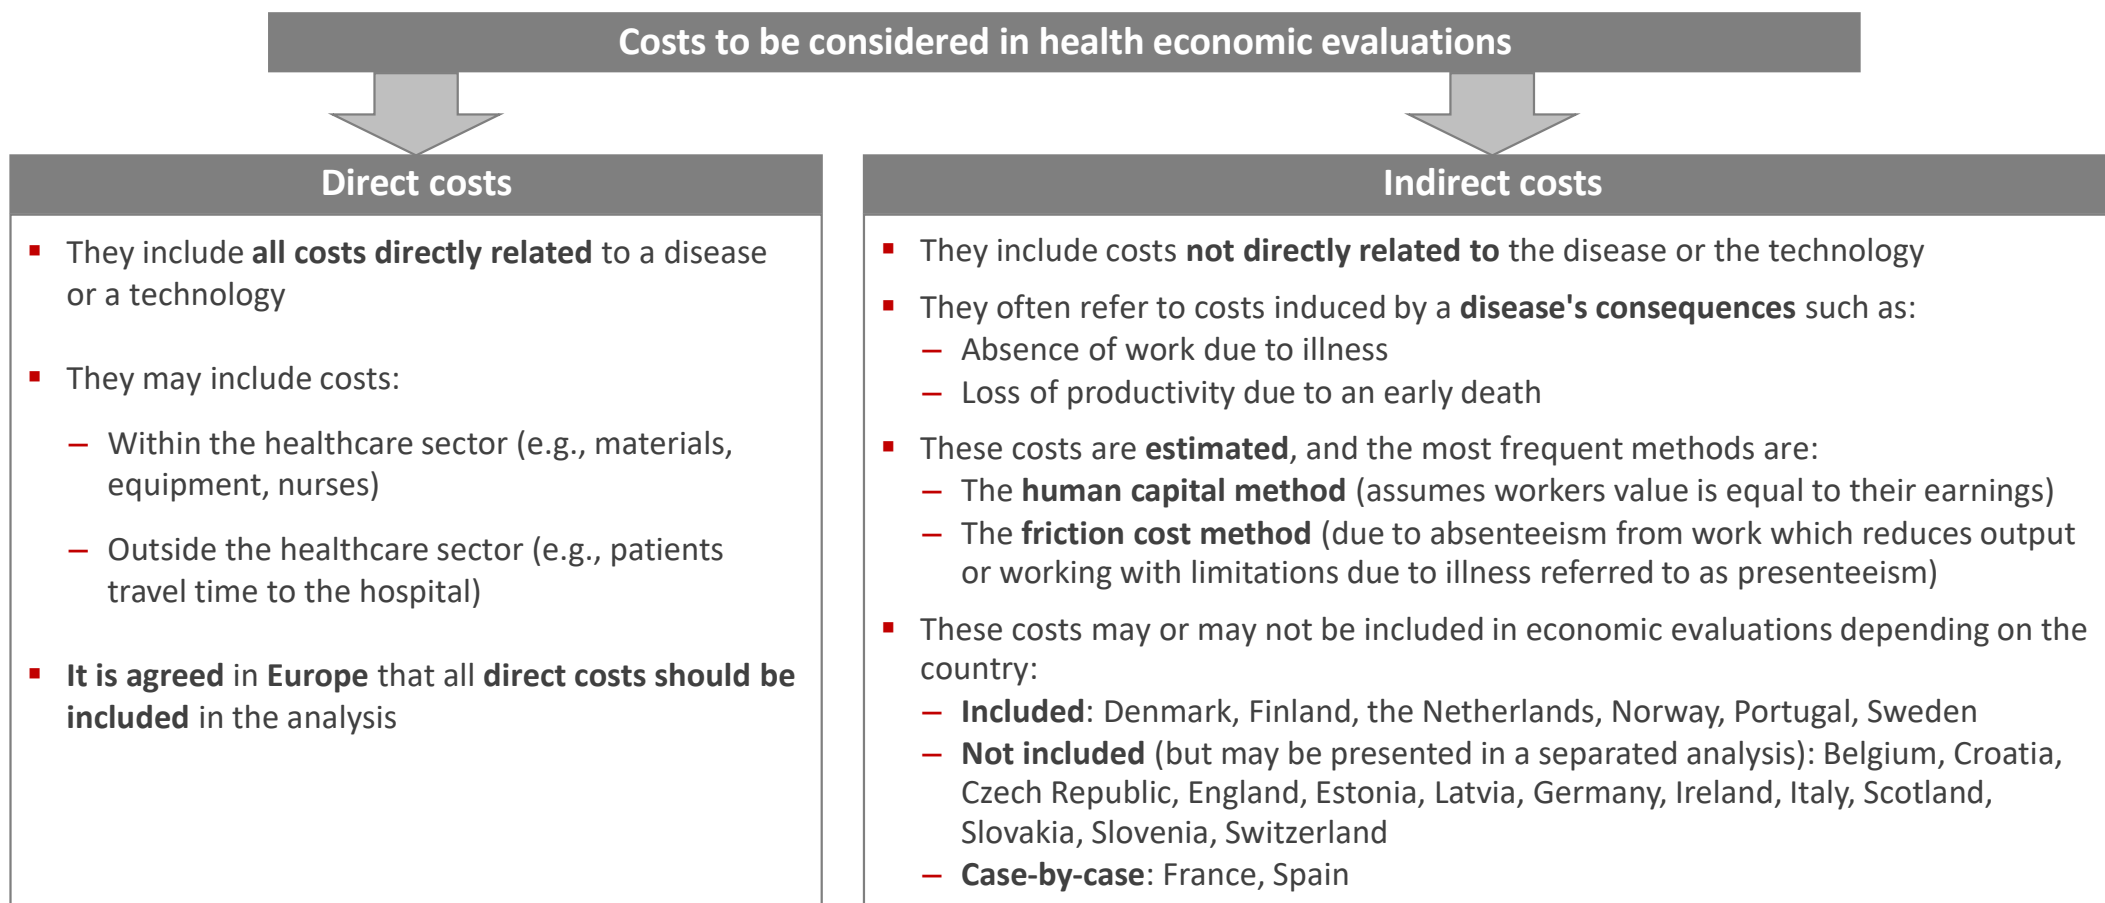 Costs to be considered in health economic evaluations
Direct costs
▪ They include all costs directly related to a disease
or a technology
▪ They may include costs:
– Within the healthcare sector (e.g., materials,
equipment, nurses)
– Outside the healthcare sector (e.g., patients
travel time to the hospital)
▪ It is agreed in Europe that all direct costs should be
included in the analysis
Indirect costs
▪ They include costs not directly related to the disease or the technology
▪ They often refer to costs induced by a disease's consequences such as:
– Absence of work due to illness
– Loss of productivity due to an early death
▪ These costs are estimated, and the most frequent methods are:
– The human capital method (assumes workers value is equal to their earnings)
– The friction cost method (due to absenteeism from work which reduces output
or working with limitations due to illness referred to as presenteeism)
▪ These costs may or may not be included in economic evaluations depending on the
country:
– Included: Denmark, Finland, the Netherlands, Norway, Portugal, Sweden
– Not included (but may be presented in a separated analysis): Belgium, Croatia,
Czech Republic, England, Estonia, Latvia, Germany, Ireland, Italy, Scotland,
Slovakia, Slovenia, Switzerland
– Case-by-case: France, Spain